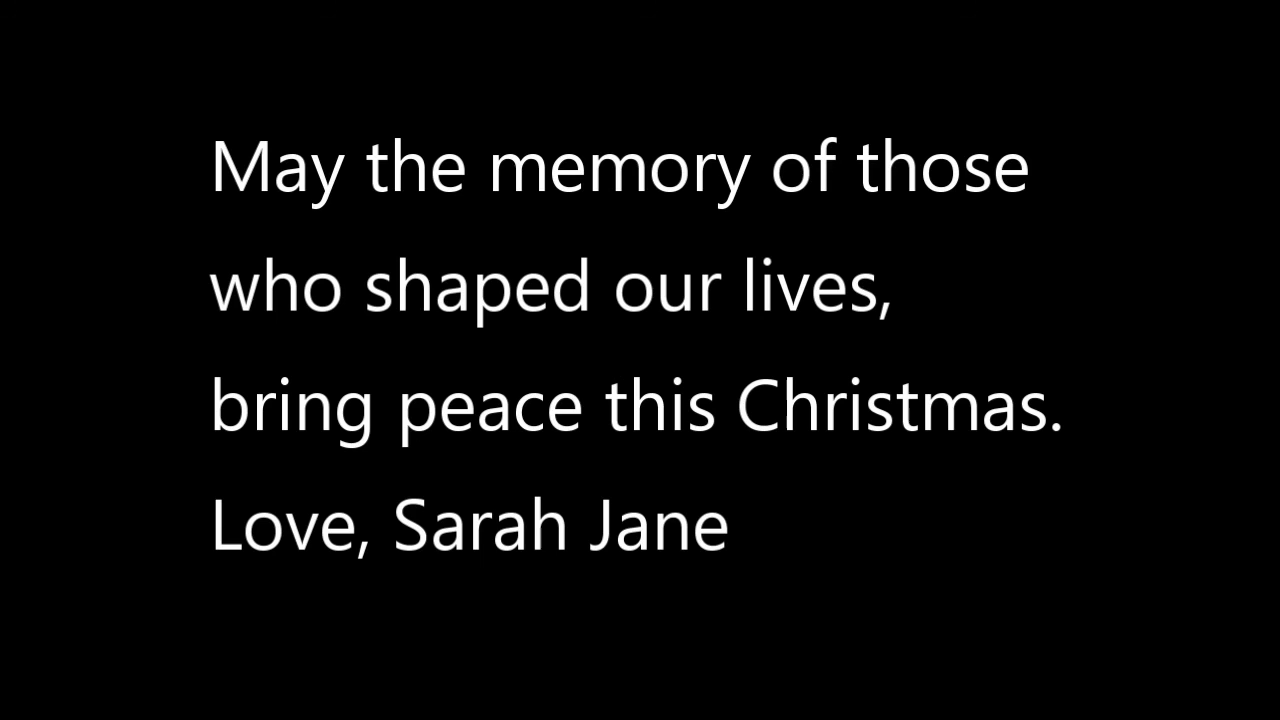 May the memory of those
who shaped our lives,
bring peace this Christmas.
Love, Sarah Jane